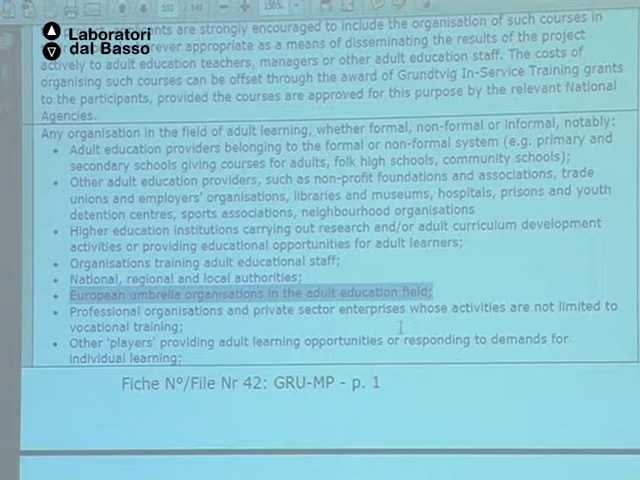 103 / 148 150%
Laboratori
dal Basso
are strongly encouraged to include the organisation of such courses in
appropriate as a means of disseminating the results of the project
actively to adult education teachers, managers or other adult education staff. The costs of
organising such courses can be offset through the award of Grundtvig In-Service Training grants
to the participants, provided the courses are approved for this purpose by the relevant National
Agencies.
Any organisation in the field of adult learning, whether formal, non-formal or informal, notably:
• Adult education providers belonging to the formal or non-formal system (e.g. primary and
secondary schools giving courses for adults, folk high schools, community schools);
• Other adult education providers, such as non-profit foundations and associations, trade
unions and employers' organisations, libraries and museums, hospitals, prisons and youth
detention centres, sports associations, neighbourhood organisations
• Higher education institutions carrying out research and/or adult curriculum development
activities or providing educational opportunities for adult learners;
• Organisations training adult educational staff;
• National, regional and local authorities;
• European umbrella organisations in the adult education field;
• Professional organisations and private sector enterprises whose activities are not limited to
vocational training;
• Other 'players' providing adult learning opportunities or responding to demands for
individual learning;
Fiche N°/File Nr 42: GRU-MP - p. 1